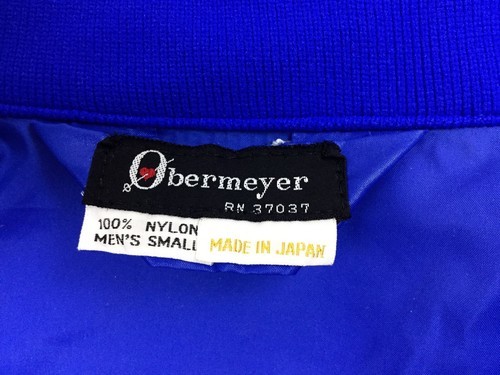 Obermeyer
RN 37037
100% NYLON
MEN'S SMALL
MADE IN JAPAN